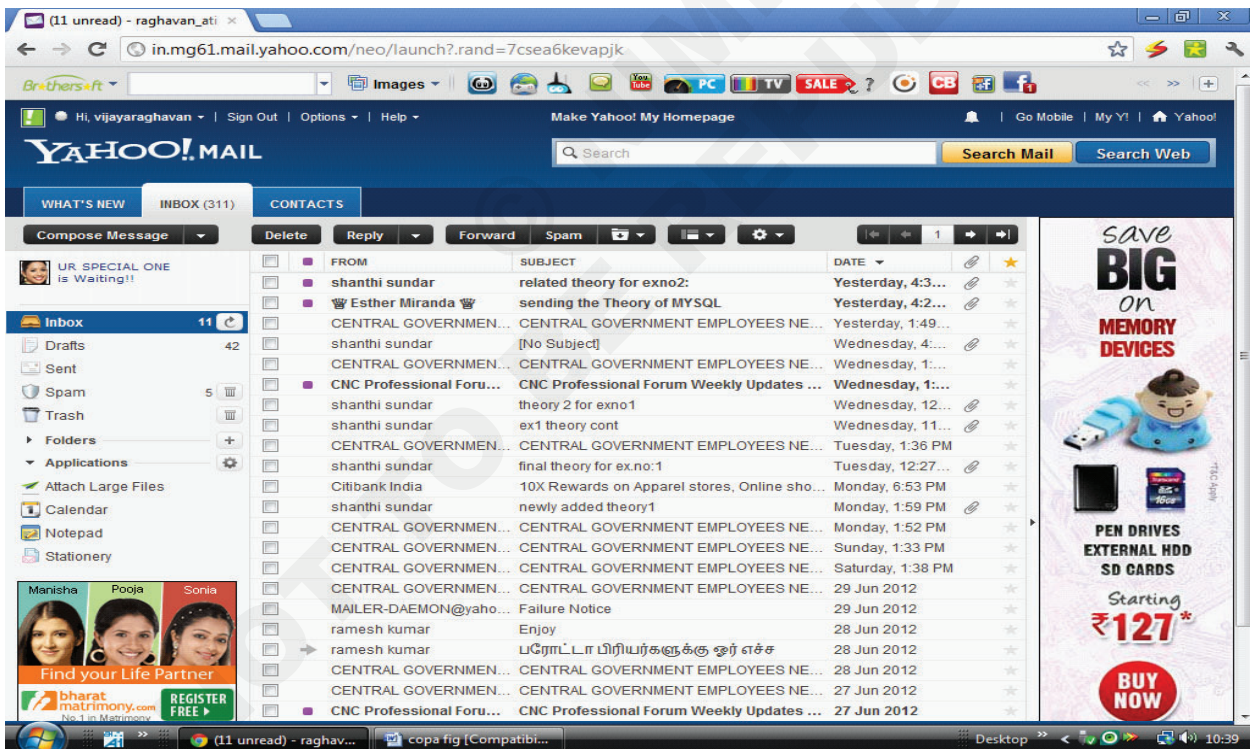 (11 unread) - raghavan_ati
in.mg61.mail.yahoo.com/neo/launch?.rand=7csea6kevapjk
Brothersoft Images You Tube PC TV SALE ? CB
Hi, vijayaraghavan | Sign Out | Options | Help Make Yahoo! My Homepage | Go Mobile | My Y! | Yahoo!
YAHOO! MAIL Search Search Mail Search Web
WHAT'S NEW INBOX (311) CONTACTS
Compose Message Delete Reply Forward Spam 1
UR SPECIAL ONE
is Waiting!!
Inbox 11
Drafts 42
Sent
Spam 5
Trash
Folders
Applications
Attach Large Files
Calendar
Notepad
Stationery
Manisha Pooja Sonia
Find your Life Partner
bharat
matrimony.com
No.1 in Matrimony
REGISTER
FREE
FROM SUBJECT DATE
shanthi sundar related theory for exno2: Yesterday, 4:3...
Esther Miranda sending the Theory of MYSQL Yesterday, 4:2...
CENTRAL GOVERNMEN... CENTRAL GOVERNMENT EMPLOYEES NE... Yesterday, 1:49...
shanthi sundar [No Subject] Wednesday, 4:...
CENTRAL GOVERNMEN... CENTRAL GOVERNMENT EMPLOYEES NE... Wednesday, 1:...
CNC Professional Foru... CNC Professional Forum Weekly Updates ... Wednesday, 1:...
shanthi sundar theory 2 for exno1 Wednesday, 12...
shanthi sundar ex1 theory cont Wednesday, 11...
CENTRAL GOVERNMEN... CENTRAL GOVERNMENT EMPLOYEES NE... Tuesday, 1:36 PM
shanthi sundar final theory for ex.no:1 Tuesday, 12:27...
Citibank India 10X Rewards on Apparel stores, Online sho... Monday, 6:53 PM
shanthi sundar newly added theory1 Monday, 1:59 PM
CENTRAL GOVERNMEN... CENTRAL GOVERNMENT EMPLOYEES NE... Monday, 1:52 PM
CENTRAL GOVERNMEN... CENTRAL GOVERNMENT EMPLOYEES NE... Sunday, 1:33 PM
CENTRAL GOVERNMEN... CENTRAL GOVERNMENT EMPLOYEES NE... Saturday, 1:38 PM
CENTRAL GOVERNMEN... CENTRAL GOVERNMENT EMPLOYEES NE... 29 Jun 2012
MAILER-DAEMON@yaho... Failure Notice 29 Jun 2012
ramesh kumar Enjoy 28 Jun 2012
ramesh kumar பரோட்டா பிரியர்களுக்கு ஓர் எச்ச 28 Jun 2012
CENTRAL GOVERNMEN... CENTRAL GOVERNMENT EMPLOYEES NE... 28 Jun 2012
CENTRAL GOVERNMEN... CENTRAL GOVERNMENT EMPLOYEES NE... 27 Jun 2012
CNC Professional Foru... CNC Professional Forum Weekly Updates ... 27 Jun 2012
save
BIG
on
MEMORY
DEVICES
*T&C Apply
PEN DRIVES
EXTERNAL HDD
SD CARDS
Starting
₹127*
BUY
NOW
(11 unread) - raghav... copa fig [Compatibi... Desktop 10:39